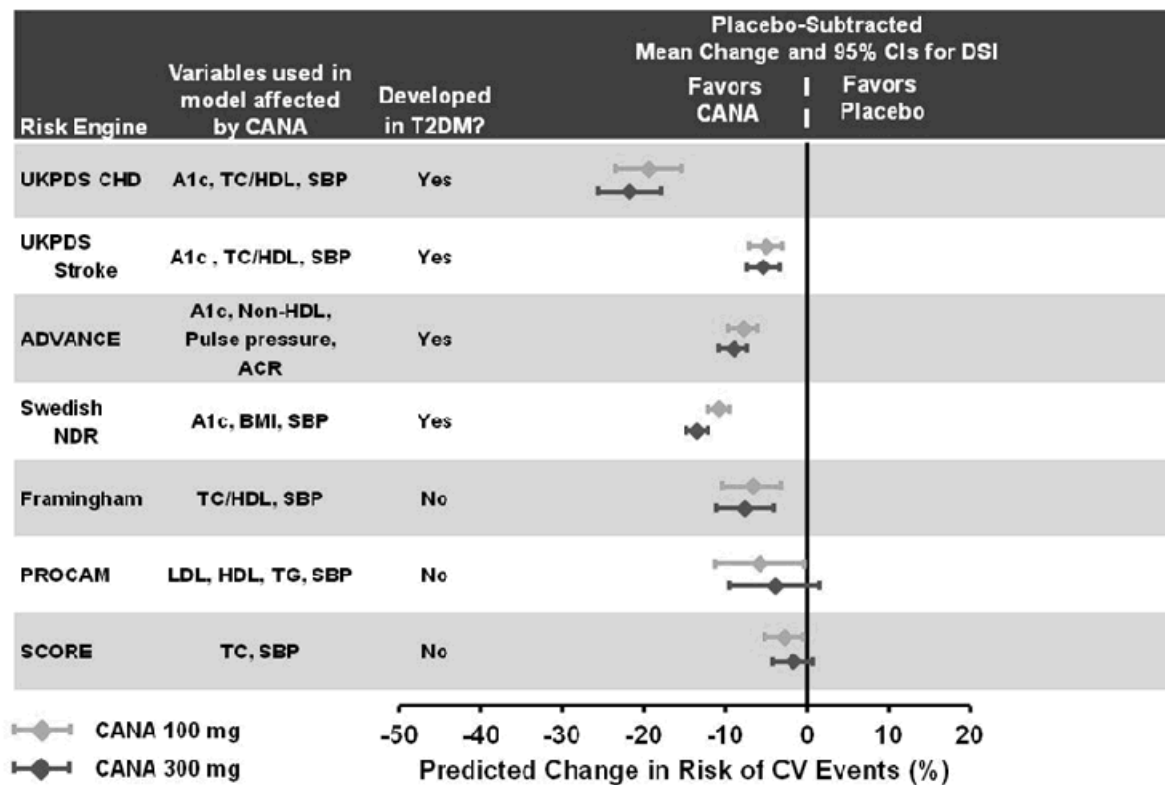 Placebo-Subtracted
Mean Change and 95% CIs for DSI
Variables used in
model affected
by CANA
Developed
in T2DM?
Favors
CANA
Favors
Placebo
Risk Engine
UKPDS CHD A1c, TC/HDL, SBP Yes
UKPDS
Stroke A1c , TC/HDL, SBP Yes
A1c, Non-HDL,
ADVANCE Pulse pressure, Yes
ACR
Swedish
NDR A1c, BMI, SBP Yes
Framingham TC/HDL, SBP No
PROCAM LDL, HDL, TG, SBP No
SCORE TC, SBP No
CANA 100 mg
CANA 300 mg
-50 -40 -30 -20 -10 0 10 20
Predicted Change in Risk of CV Events (%)